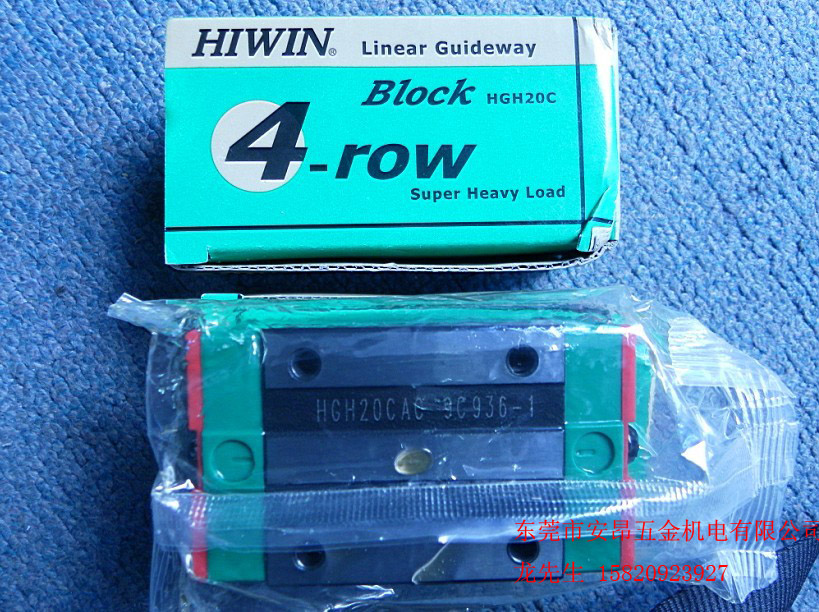 HIWIN® Linear Guideway
Block HGH20C
4-row
Super Heavy Load
HGH20CAC 9C936-1
东莞市安昂五金机电有限公司
龙先生 15820923927